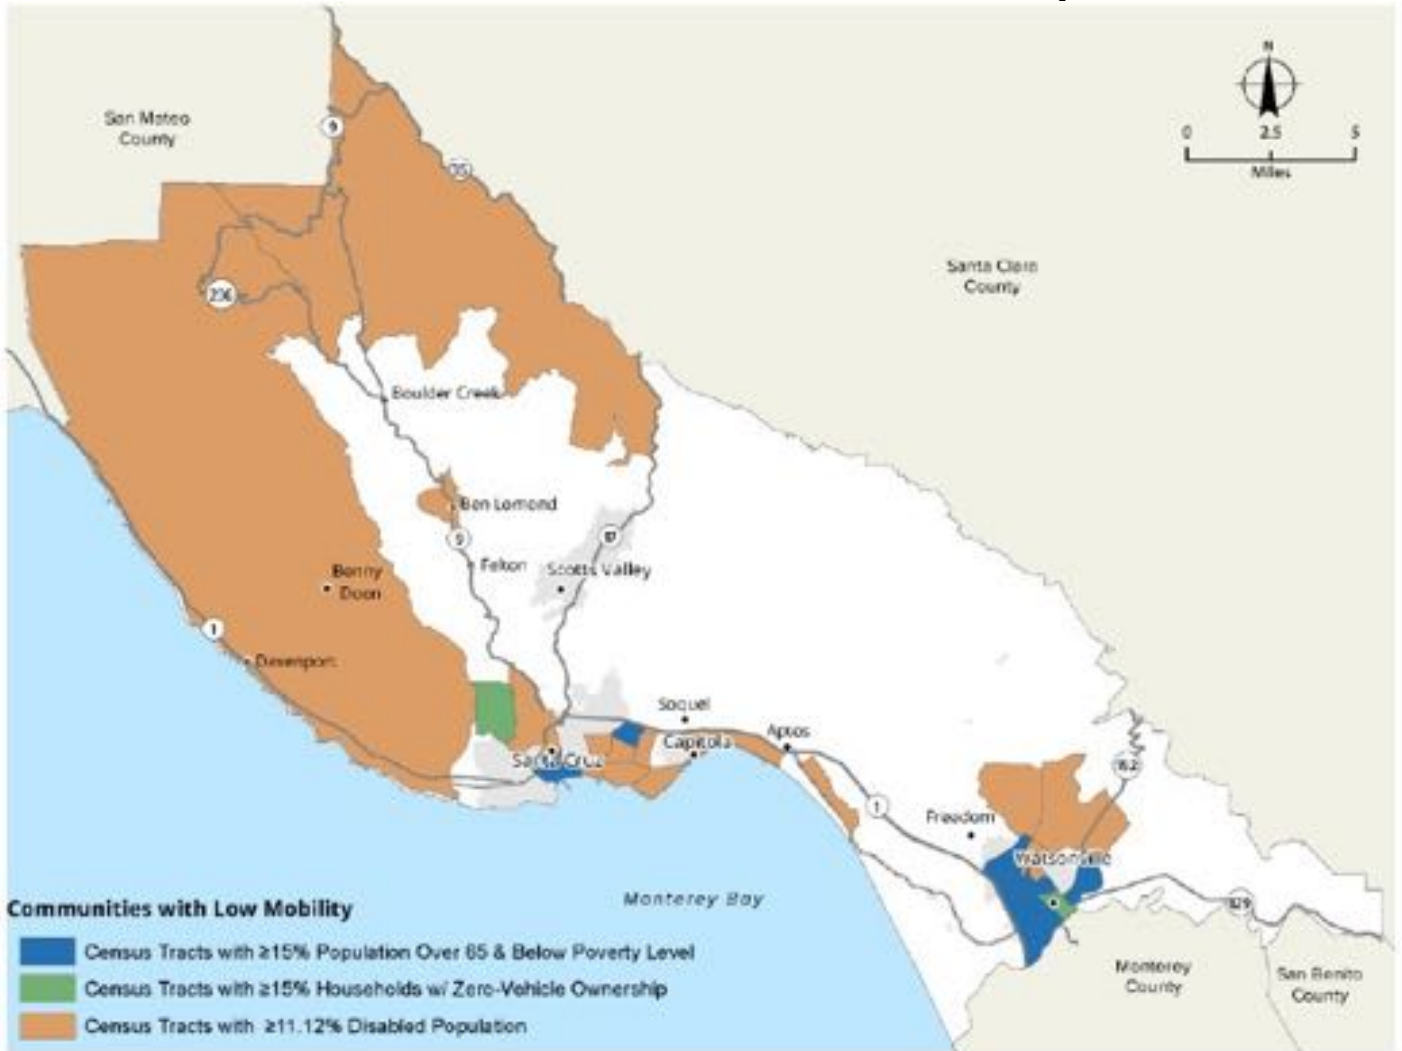 San Mateo
County
N
0 2.5 5
Miles
9
35
Santa Clara
County
236
Boulder Creek
Ben Lomond
9
17
Felton
Scotts Valley
Bonny
Doon
1
Davenport
Soquel
Aptos
Capitola
Santa Cruz
152
1
Freedom
Watsonville
129
Monterey Bay
Monterey
County
San Benito
County
Communities with Low Mobility
Census Tracts with ≥15% Population Over 65 & Below Poverty Level
Census Tracts with ≥15% Households w/ Zero-Vehicle Ownership
Census Tracts with ≥11.12% Disabled Population